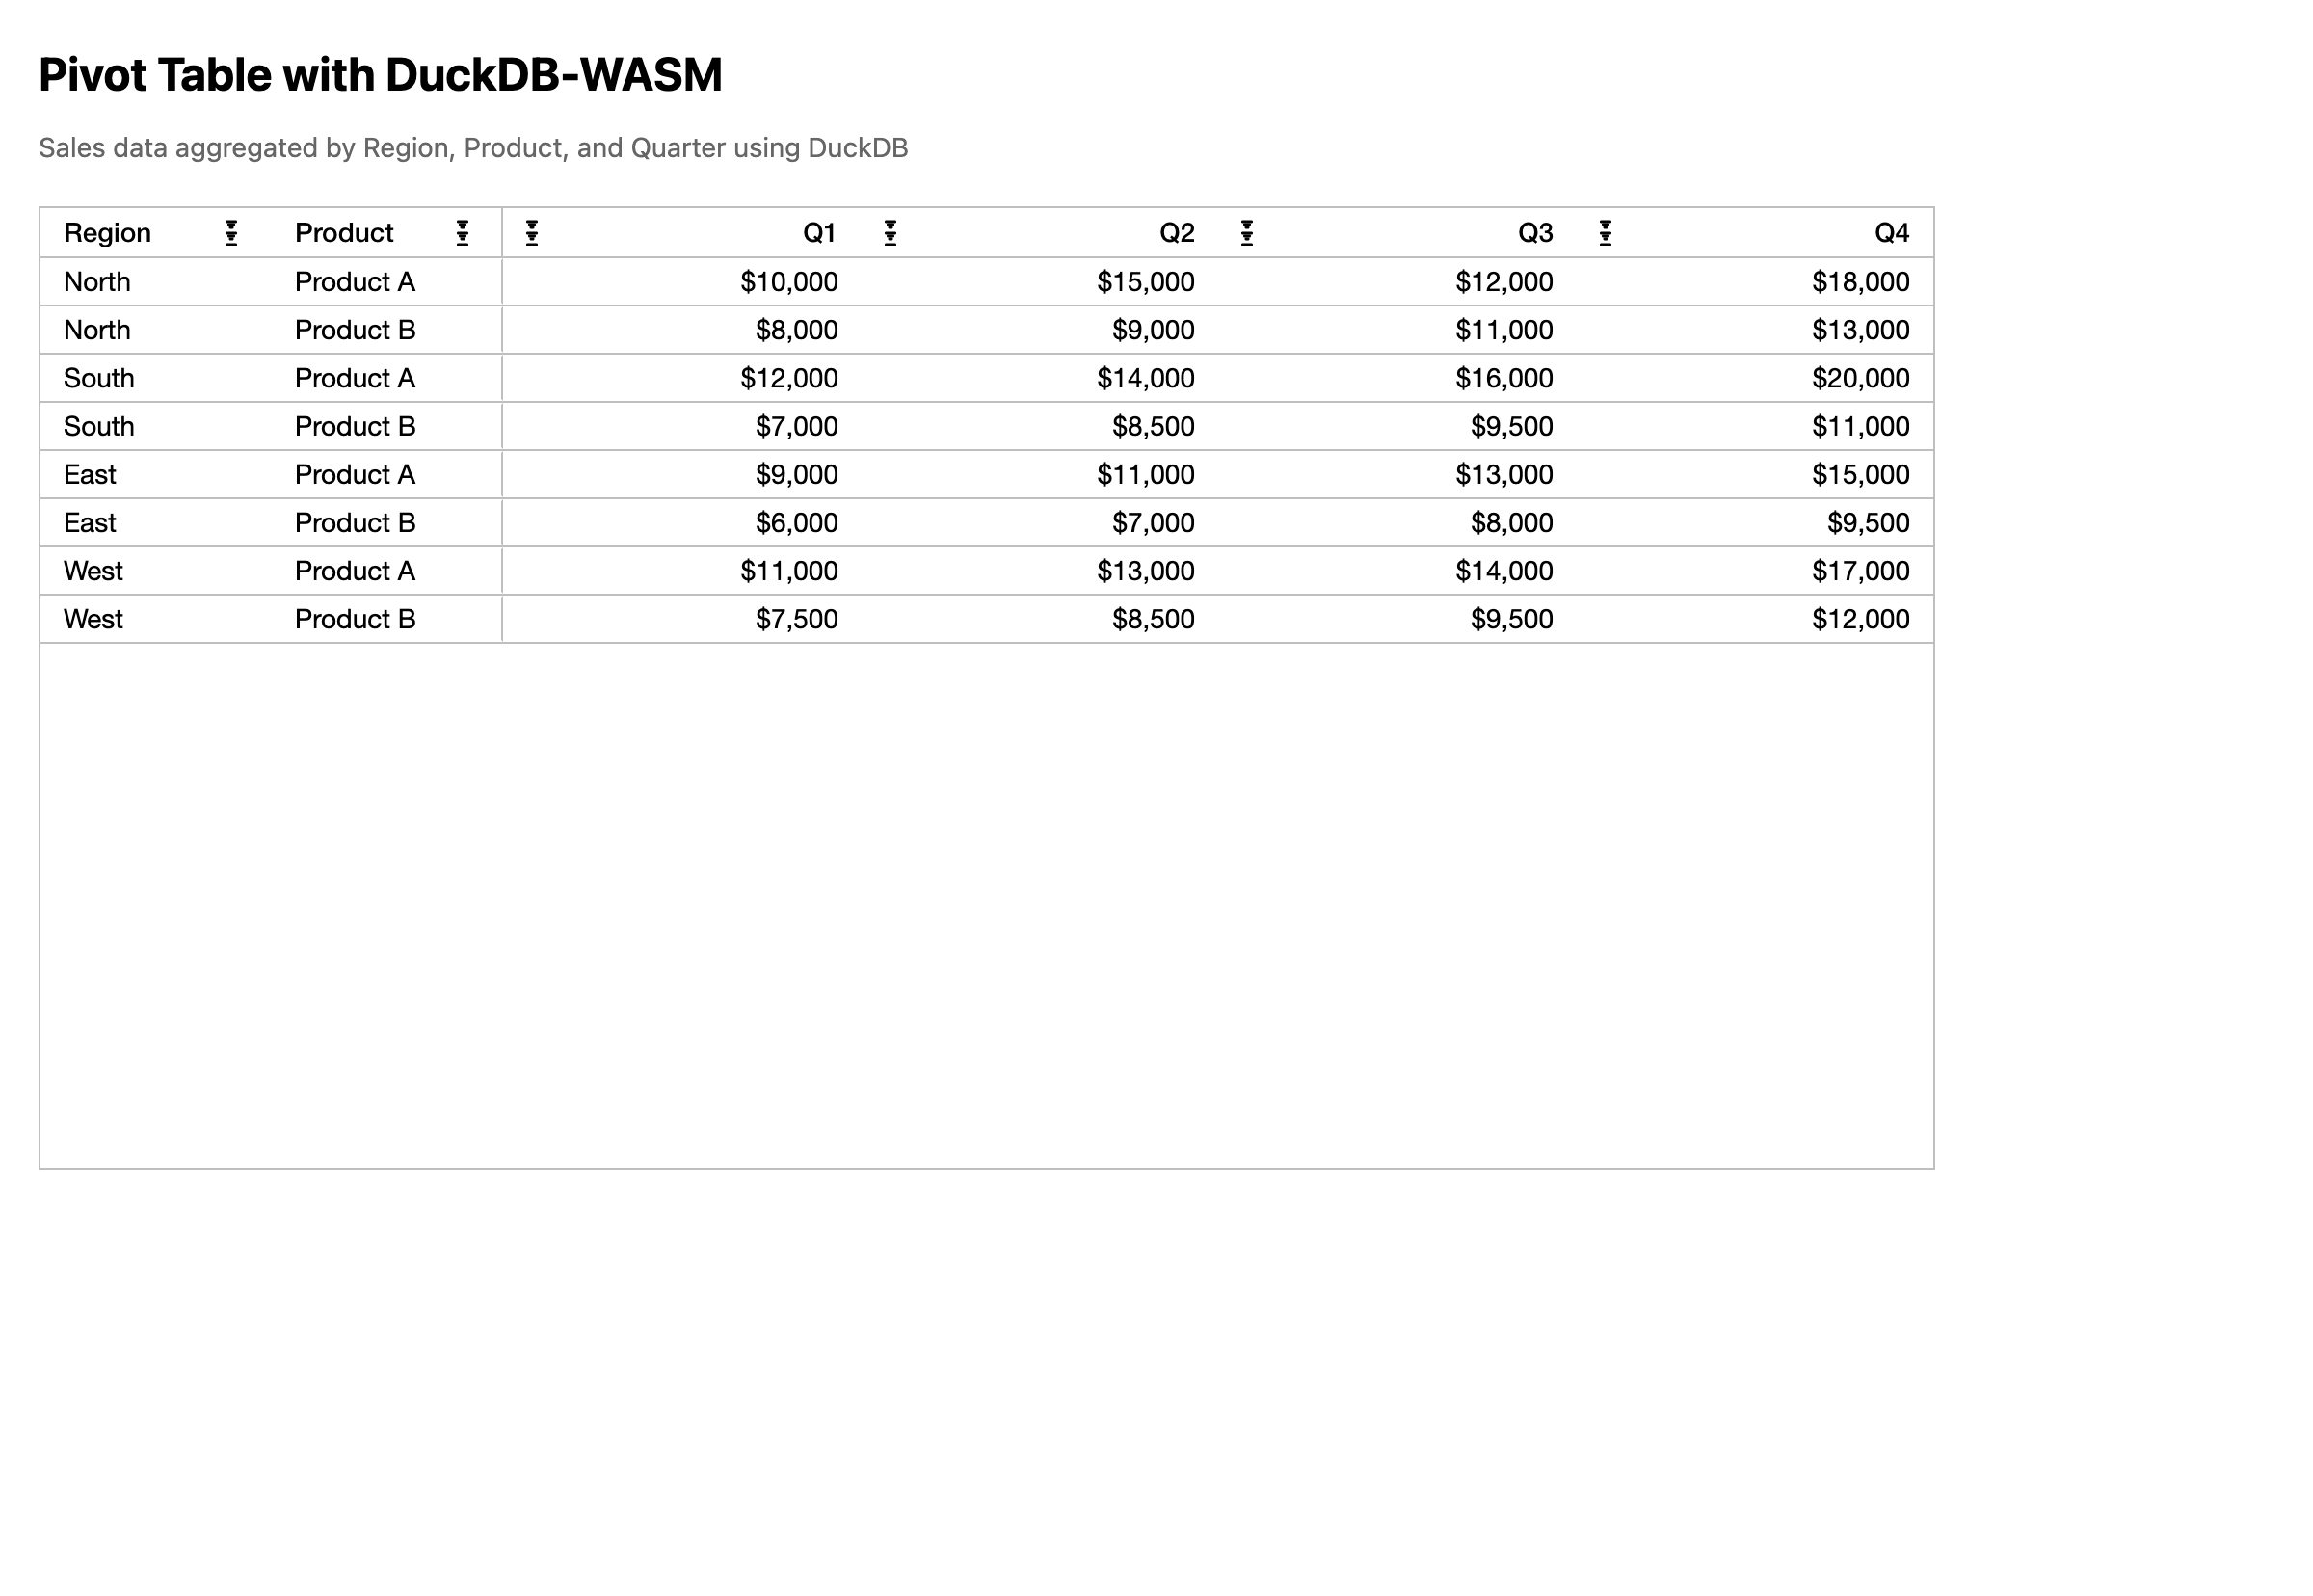 Pivot Table with DuckDB-WASM
Sales data aggregated by Region, Product, and Quarter using DuckDB
Region Product Q1 Q2 Q3 Q4
North Product A $10,000 $15,000 $12,000 $18,000
North Product B $8,000 $9,000 $11,000 $13,000
South Product A $12,000 $14,000 $16,000 $20,000
South Product B $7,000 $8,500 $9,500 $11,000
East Product A $9,000 $11,000 $13,000 $15,000
East Product B $6,000 $7,000 $8,000 $9,500
West Product A $11,000 $13,000 $14,000 $17,000
West Product B $7,500 $8,500 $9,500 $12,000